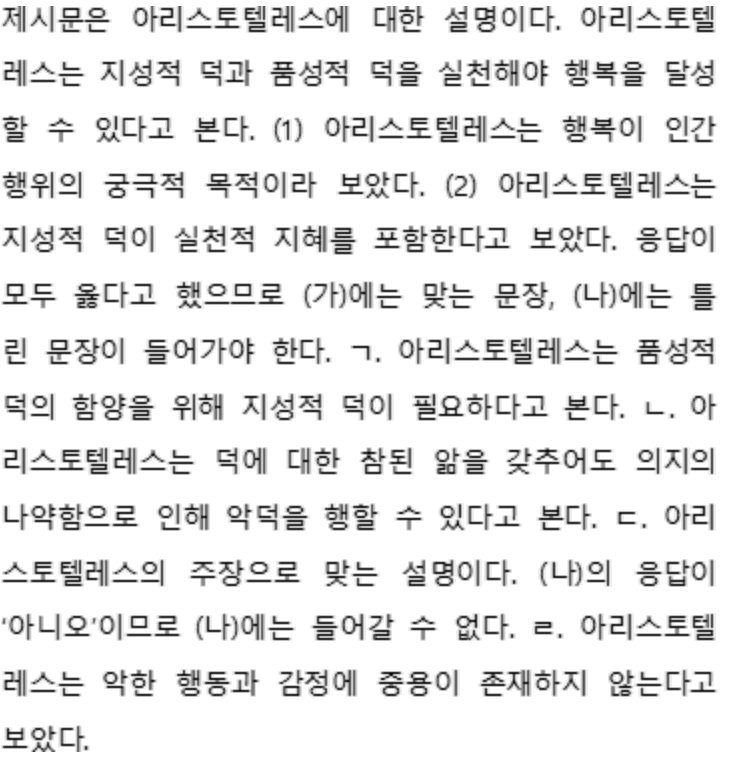 제시문은 아리스토텔레스에 대한 설명이다. 아리스토텔
레스는 지성적 덕과 품성적 덕을 실천해야 행복을 달성
할 수 있다고 본다. (1) 아리스토텔레스는 행복이 인간
행위의 궁극적 목적이라 보았다. (2) 아리스토텔레스는
지성적 덕이 실천적 지혜를 포함한다고 보았다. 응답이
모두 옳다고 했으므로 (가)에는 맞는 문장, (나)에는 틀
린 문장이 들어가야 한다. ㄱ. 아리스토텔레스는 품성적
덕의 함양을 위해 지성적 덕이 필요하다고 본다. ㄴ. 아
리스토텔레스는 덕에 대한 참된 앎을 갖추어도 의지의
나약함으로 인해 악덕을 행할 수 있다고 본다. ㄷ. 아리
스토텔레스의 주장으로 맞는 설명이다. (나)의 응답이
'아니오'이므로 (나)에는 들어갈 수 없다. ㄹ. 아리스토텔
레스는 악한 행동과 감정에 중용이 존재하지 않는다고
보았다.